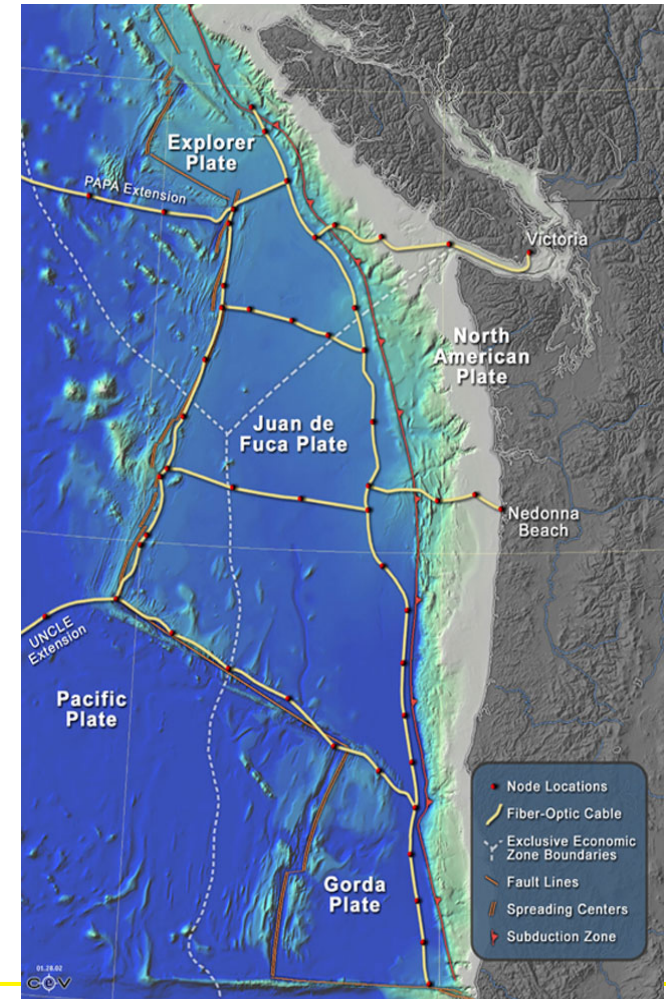 Explorer
Plate
PAPA Extension
Victoria
North
American
Plate
Juan de
Fuca Plate
Nedonna
Beach
UNCLE
Extension
Pacific
Plate
Gorda
Plate
Node Locations
Fiber-Optic Cable
Exclusive Economic
Zone Boundaries
Fault Lines
Spreading Centers
Subduction Zone
01.28.02
COV